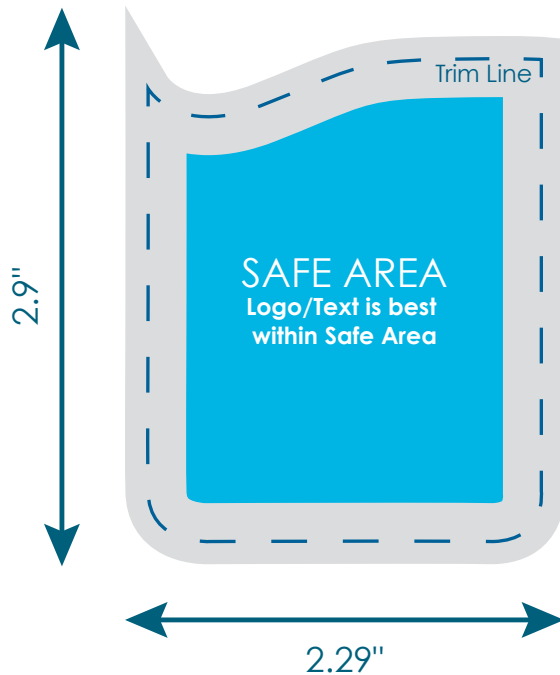 Trim Line
SAFE AREA
Logo/Text is best
within Safe Area
2.9"
2.29"